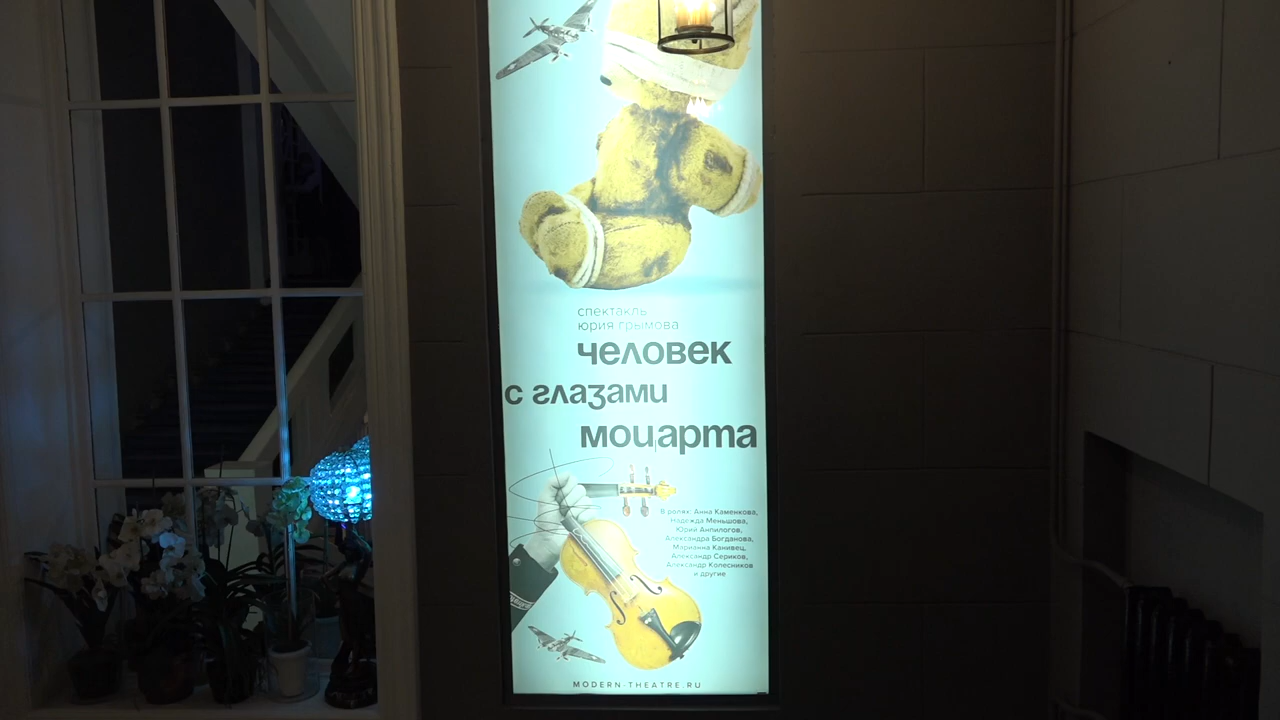 спектакль
юрия грымова
человек
с глазами
моцарта
В ролях: Анна Каменкова,
Надежда Меньшова,
Юрий Анпилогов,
Александра Богданова,
Марианна Канивец,
Александр Сериков,
Александр Колесников
и другие
MODERN-THEATRE.RU